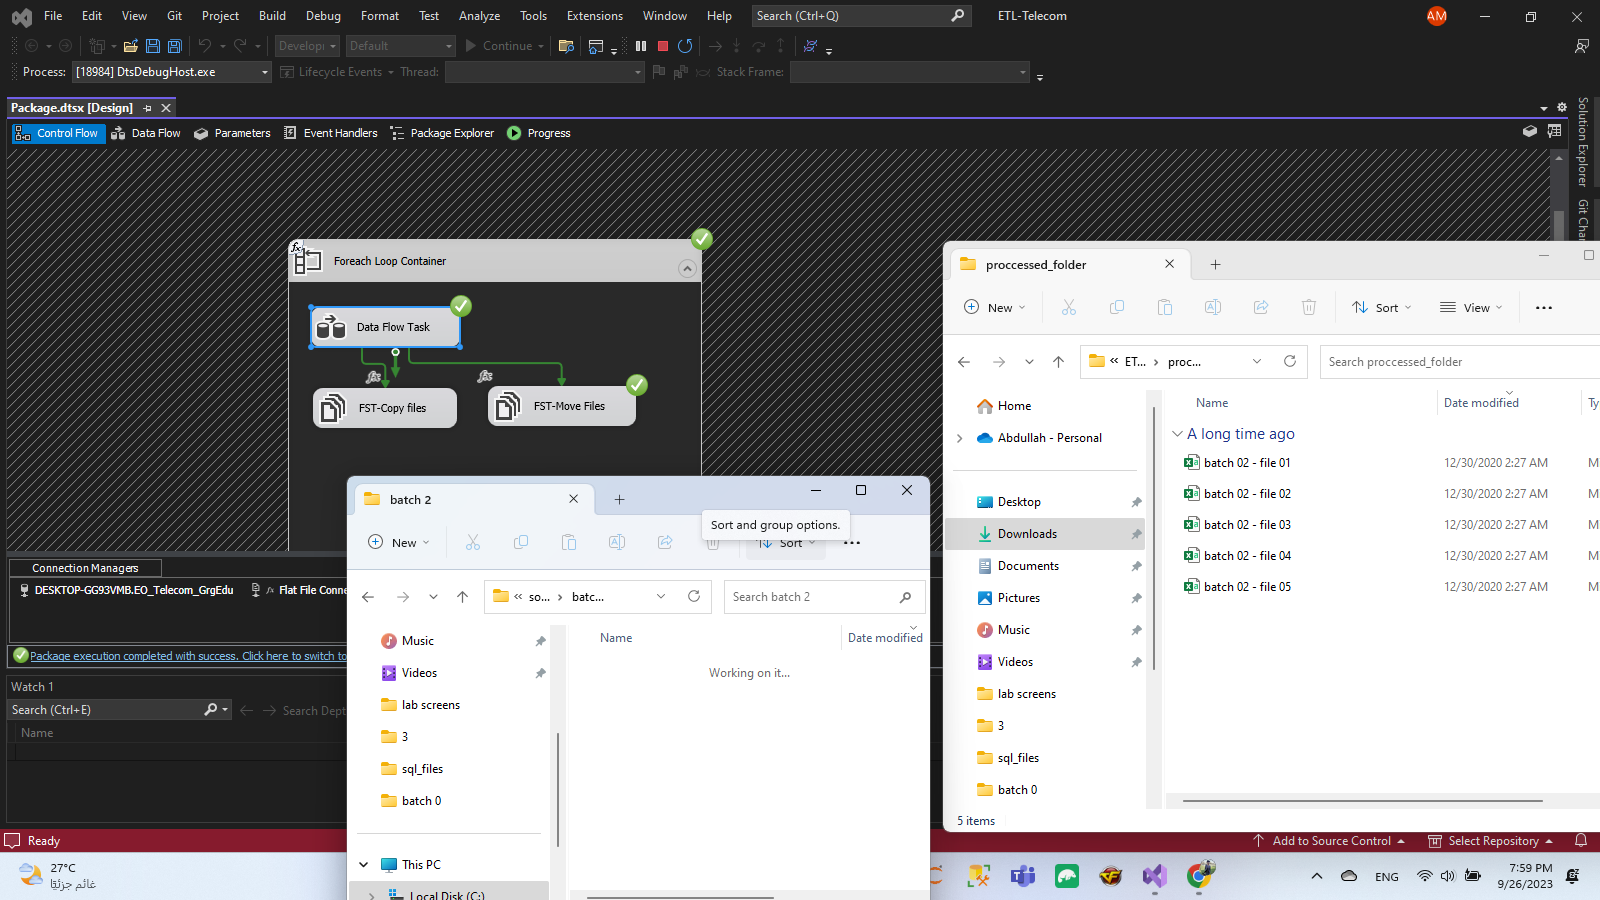 File Edit View Git Project Build Debug Format Test Analyze Tools Extensions Window Help Search (Ctrl+Q) ETL-Telecom AM
Develop Default Continue
Process: [18984] DtsDebugHost.exe Lifecycle Events Thread: Stack Frame:
Package.dtsx [Design]
Control Flow Data Flow Parameters Event Handlers Package Explorer Progress
Solution Explorer
Git Chan
fx Foreach Loop Container
Data Flow Task
fx fx
FST-Copy files FST-Move Files
Connection Managers
DESKTOP-GG93VMB.EO_Telecom_GrgEdu fx Flat File Conne
Package execution completed with success. Click here to switch to
Watch 1
Search (Ctrl+E) Search Dept
Name
Ready
Add to Source Control Select Repository
batch 2
Sort and group options.
New Sort
« so... › batc... Search batch 2
Name Date modified
Working on it...
Music
Videos
lab screens
3
sql_files
batch 0
This PC
Local Disk (C:)
proccessed_folder
New Sort View
« ET... › proc... Search proccessed_folder
Name Date modified Ty
Home
Abdullah - Personal
Desktop
Downloads
Documents
Pictures
Music
Videos
lab screens
3
sql_files
batch 0
A long time ago
batch 02 - file 01 12/30/2020 2:27 AM M
batch 02 - file 02 12/30/2020 2:27 AM M
batch 02 - file 03 12/30/2020 2:27 AM M
batch 02 - file 04 12/30/2020 2:27 AM M
batch 02 - file 05 12/30/2020 2:27 AM M
5 items
27°C
غائم جزئيًا
ENG
7:59 PM
9/26/2023